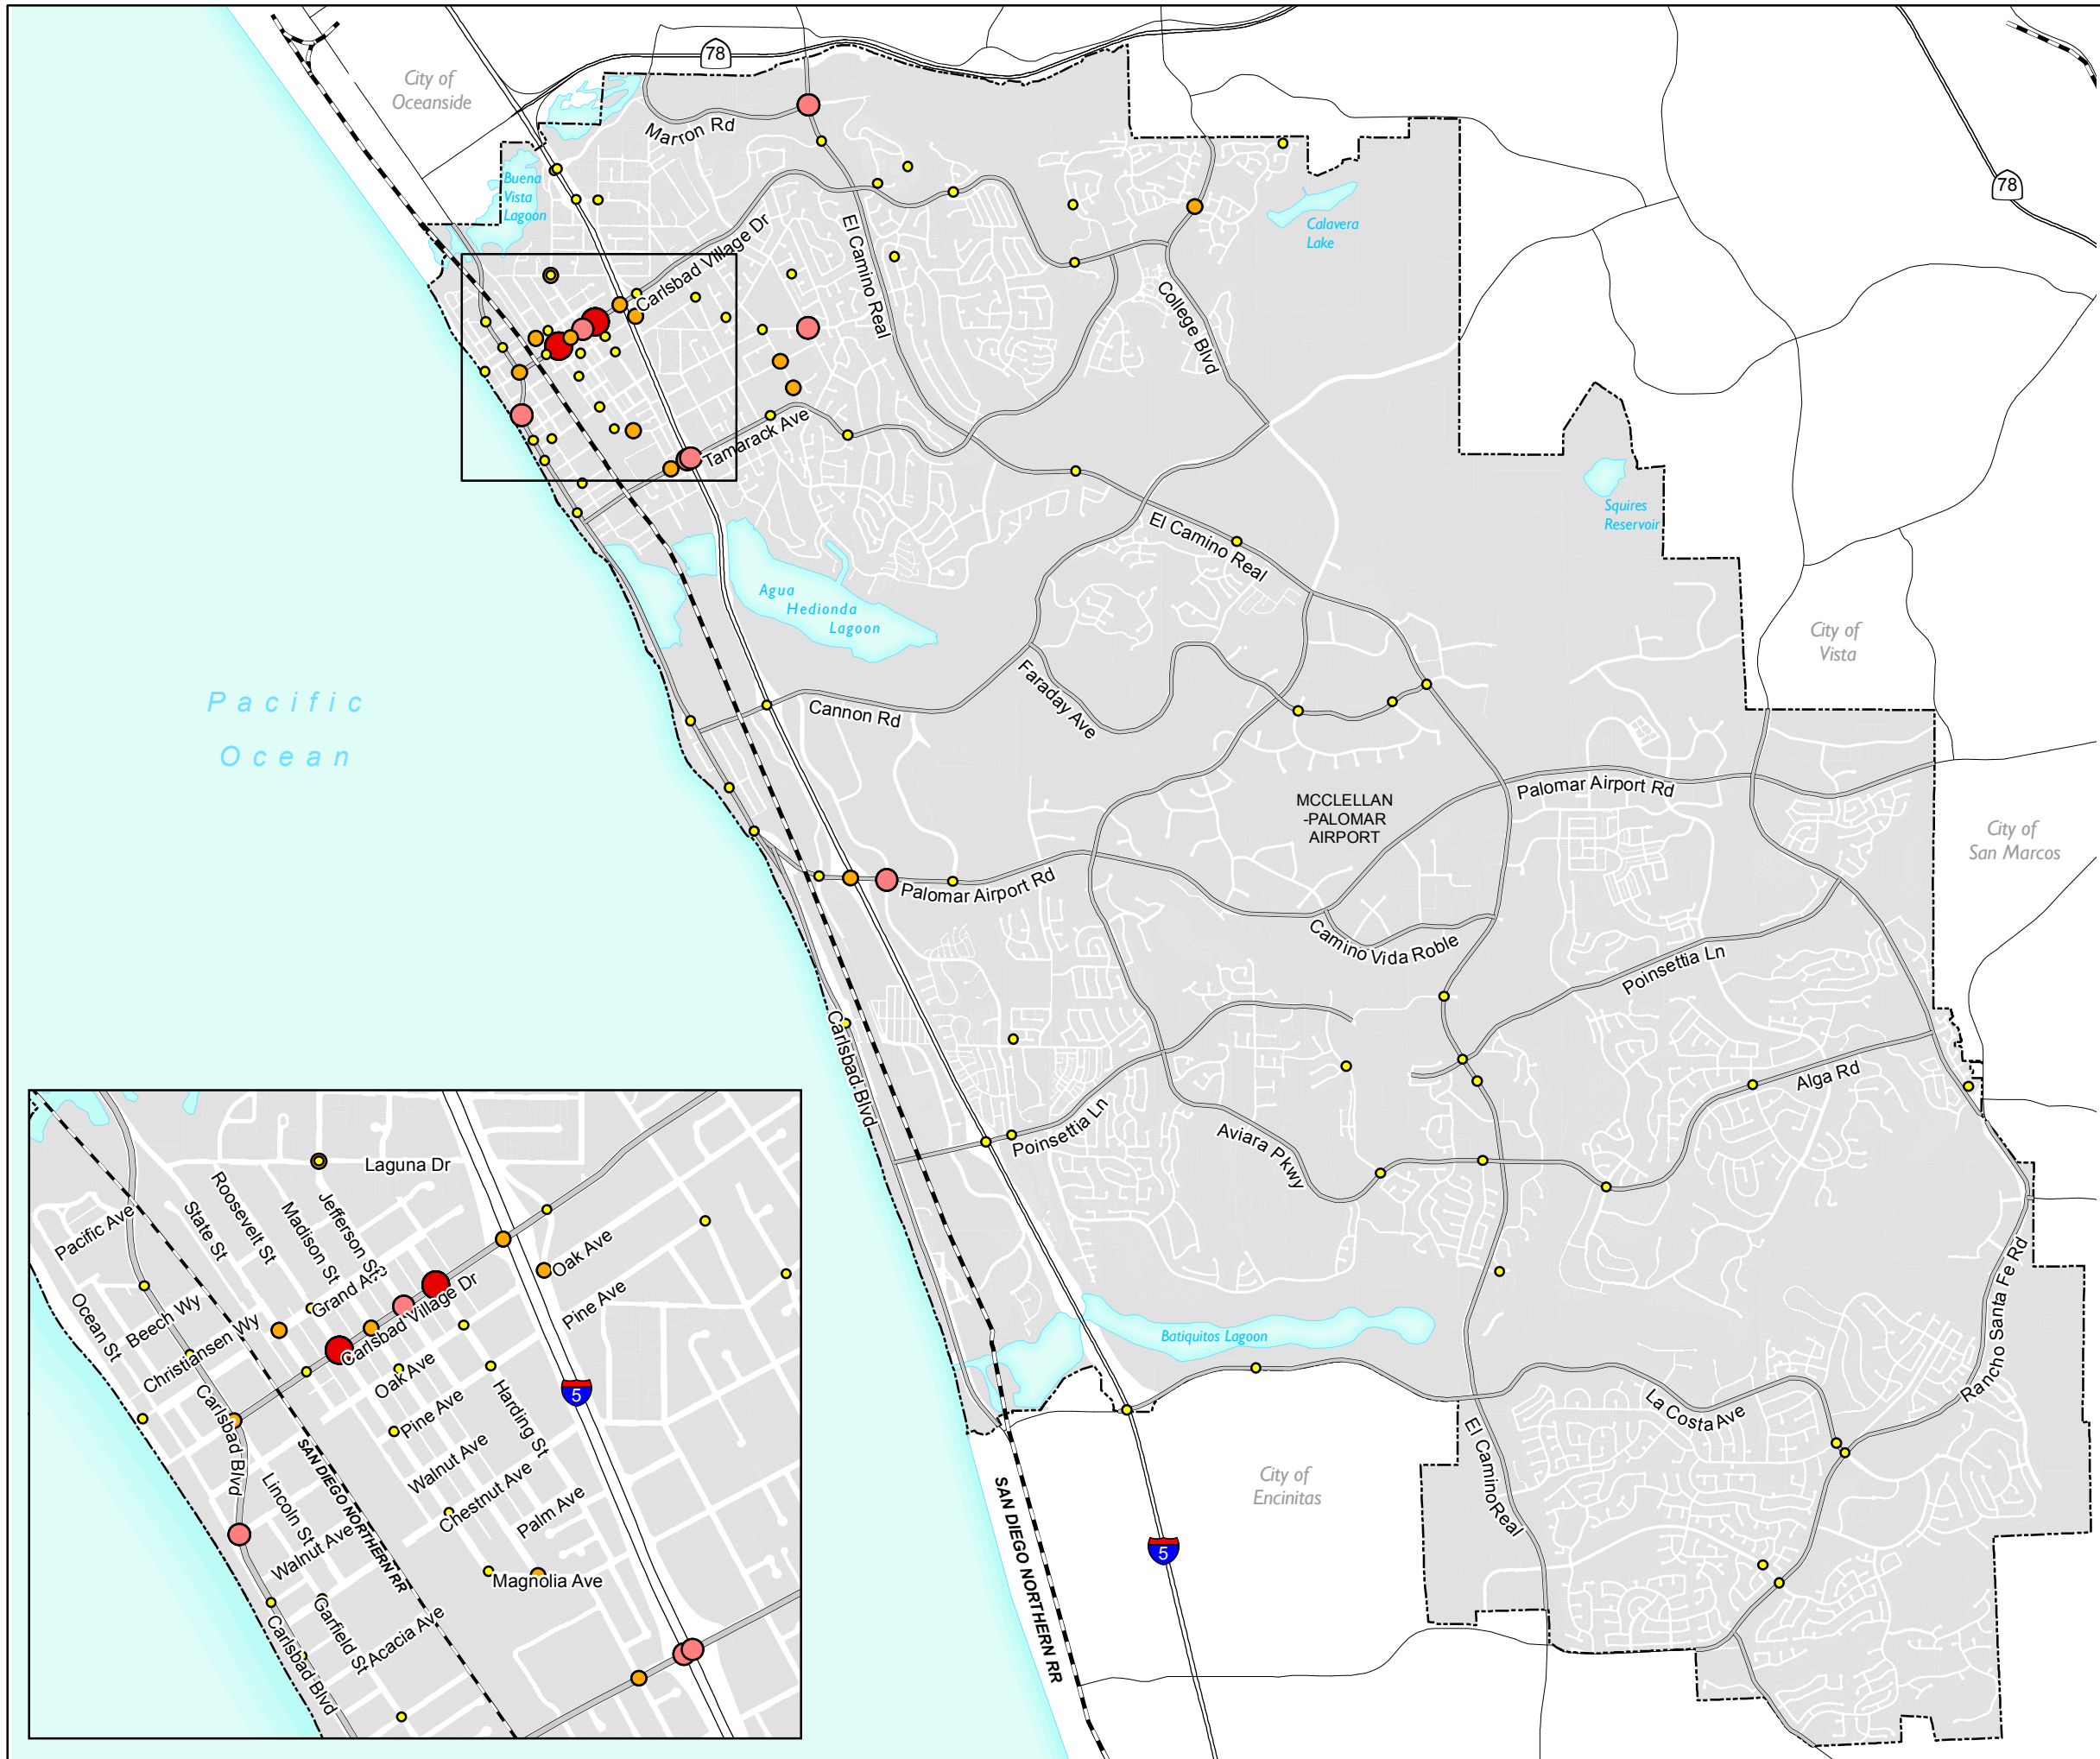 78
City of
Oceanside
Marron Rd
78
Buena
Vista
Lagoon
Calavera
Lake
Carlsbad Village Dr
El Camino Real
College Blvd
Tamarack Ave
Squires
Reservoir
El Camino Real
Agua
Hedionda
Lagoon
City of
Vista
Pacific
Ocean
Faraday Ave
Cannon Rd
MCCLELLAN
-PALOMAR
AIRPORT
Palomar Airport Rd
City of
San Marcos
Palomar Airport Rd
Camino Vida Roble
Poinsettia Ln
Carlsbad Blvd
Alga Rd
Poinsettia Ln
Aviara Pkwy
Rancho Santa Fe Rd
Batiquitos Lagoon
La Costa Ave
El Camino Real
City of
Encinitas
SAN DIEGO NORTHERN RR
5
Laguna Dr
Jefferson St
Roosevelt St
Madison St
State St
Pacific Ave
Oak Ave
Grand Ave
Carlsbad Village Dr
Pine Ave
Ocean St
Beech Wy
Christiansen Wy
Oak Ave
Harding St
5
Carlsbad Blvd
Pine Ave
Walnut Ave
SAN DIEGO NORTHERN RR
Chestnut Ave
Lincoln St
Palm Ave
Walnut Ave
Magnolia Ave
Garfield St
Acacia Ave
Carlsbad Blvd